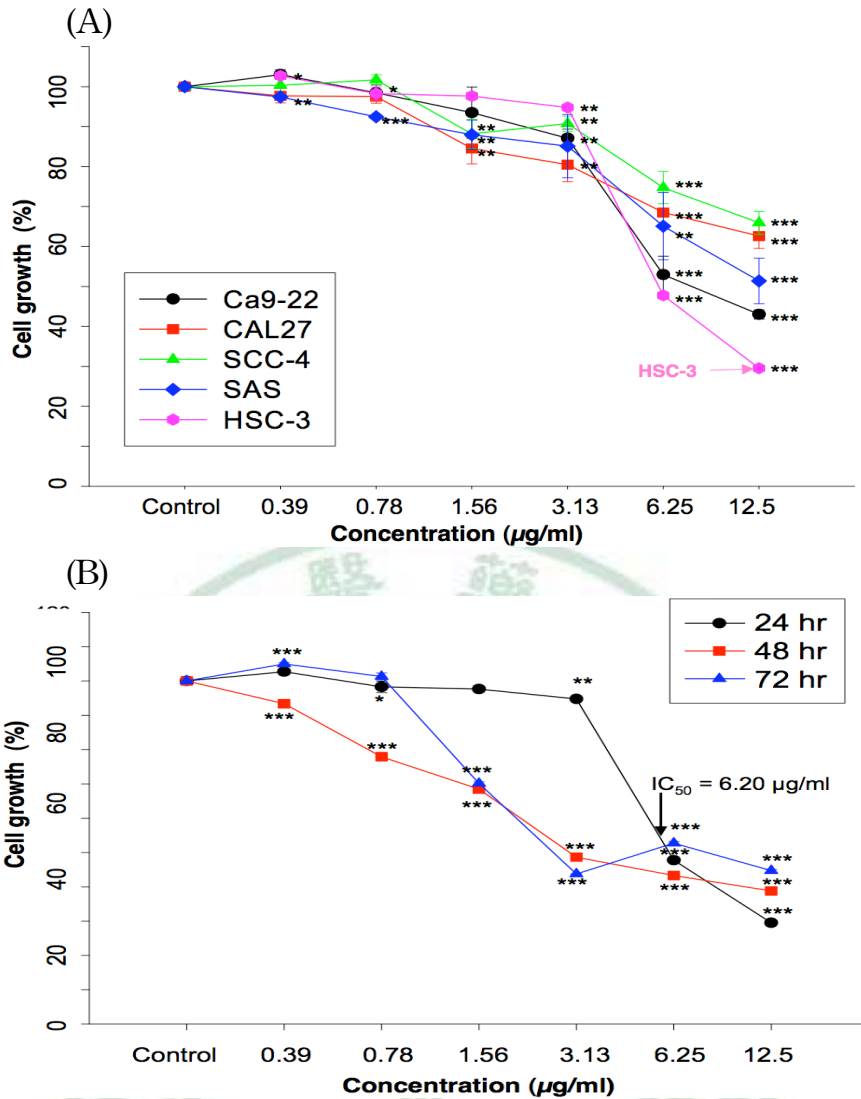 (A)
Cell growth (%)
100
80
60
40
20
0
* * ** ** ** *** ***
** *** ** ** *** ***
** ** ** ***
** *** ***
*** ***
Ca9-22
CAL27
SCC-4
SAS
HSC-3
HSC-3
Control 0.39 0.78 1.56 3.13 6.25 12.5
Concentration (µg/ml)
(B)
醫 藥
Cell growth (%)
100
80
60
40
20
0
24 hr
48 hr
72 hr
*** * *** ** *** *** ***
*** *** *** *** *** ***
*** *** ***
IC50 = 6.20 µg/ml
Control 0.39 0.78 1.56 3.13 6.25 12.5
Concentration (µg/ml)